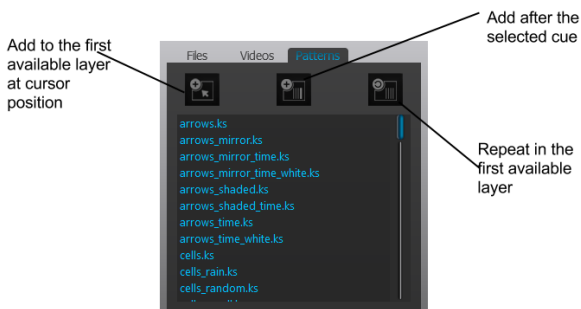 Add after the
selected cue
Add to the first
available layer
at cursor
position
Files Videos Patterns
arrows.ks
arrows_mirror.ks
arrows_mirror_time.ks
arrows_mirror_time_white.ks
arrows_shaded.ks
arrows_shaded_time.ks
arrows_time.ks
arrows_time_white.ks
cells.ks
cells_rain.ks
cells_random.ks
Repeat in the
first available
layer